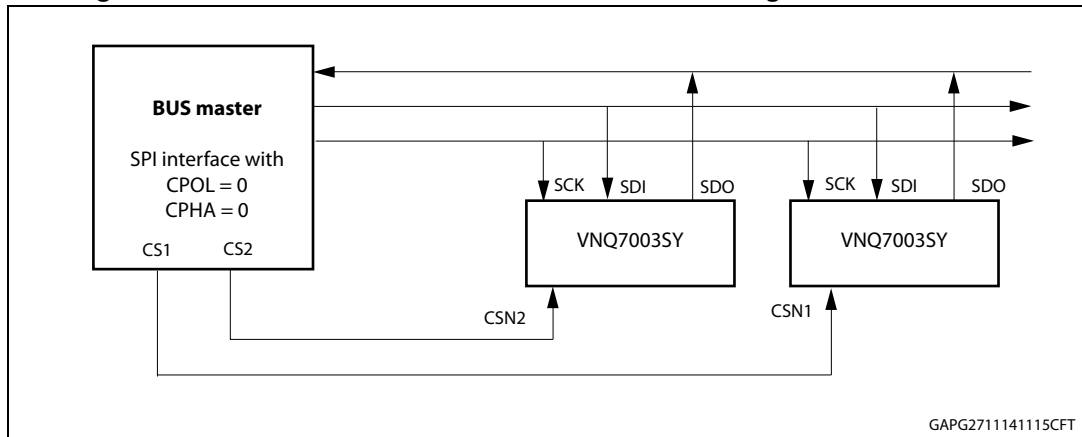 BUS master
SPI interface with
CPOL = 0
CPHA = 0
CS1 CS2
SCK SDI SDO
SCK SDI SDO
VNQ7003SY
VNQ7003SY
CSN2
CSN1
GAPG2711141115CFT